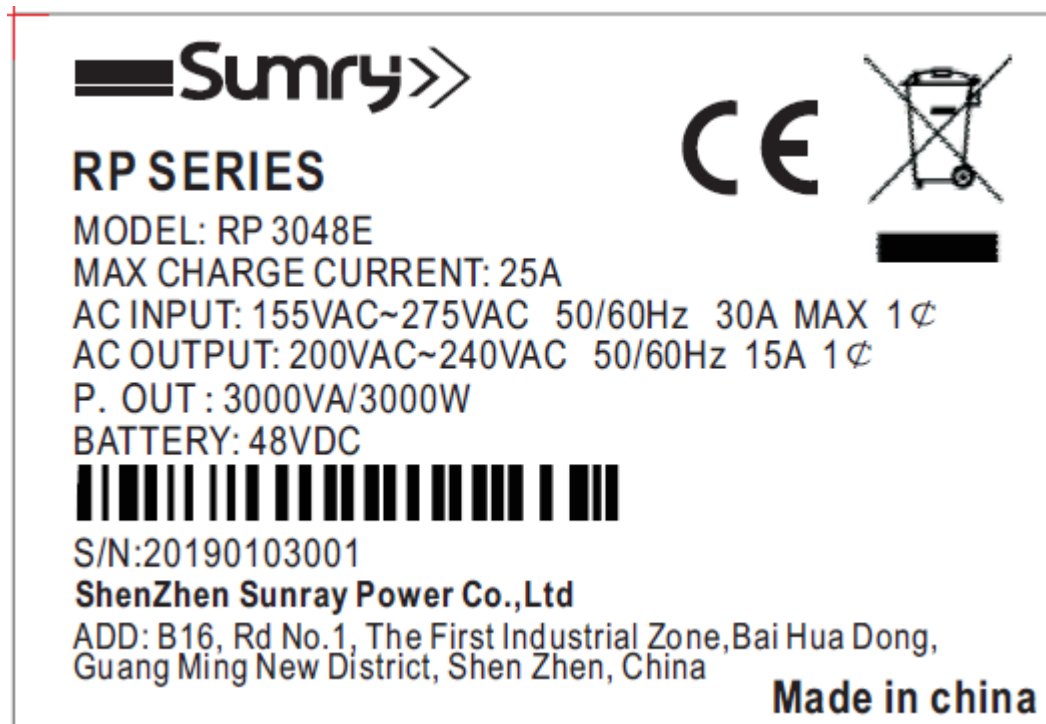 Sumry
CE
RP SERIES
MODEL: RP 3048E
MAX CHARGE CURRENT: 25A
AC INPUT: 155VAC~275VAC 50/60Hz 30A MAX 1₵
AC OUTPUT: 200VAC~240VAC 50/60Hz 15A 1₵
P. OUT : 3000VA/3000W
BATTERY: 48VDC
S/N:20190103001
ShenZhen Sunray Power Co.,Ltd
ADD: B16, Rd No.1, The First Industrial Zone,Bai Hua Dong,
Guang Ming New District, Shen Zhen, China
Made in china